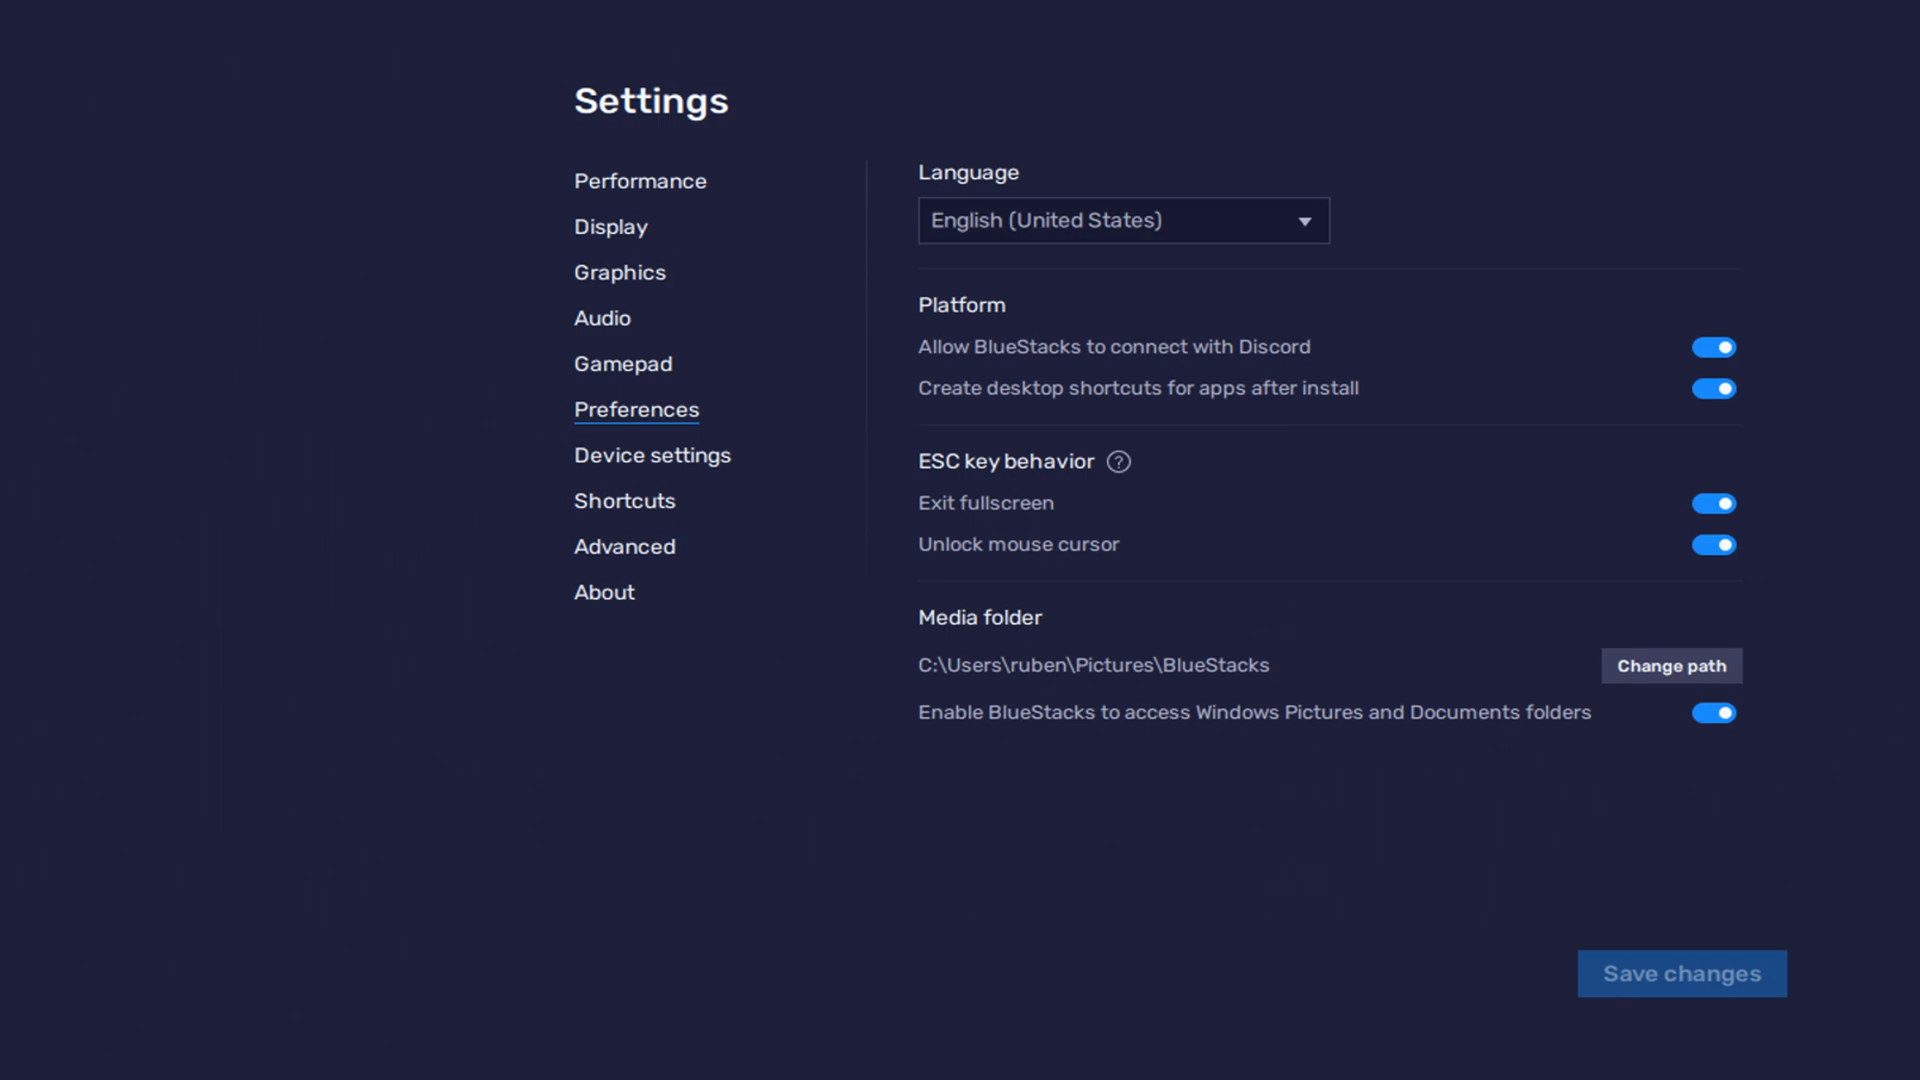 Settings
Performance
Display
Graphics
Audio
Gamepad
Preferences
Device settings
Shortcuts
Advanced
About
Language
English (United States)
Platform
Allow BlueStacks to connect with Discord
Create desktop shortcuts for apps after install
ESC key behavior ?
Exit fullscreen
Unlock mouse cursor
Media folder
C:\Users\ruben\Pictures\BlueStacks
Change path
Enable BlueStacks to access Windows Pictures and Documents folders
Save changes